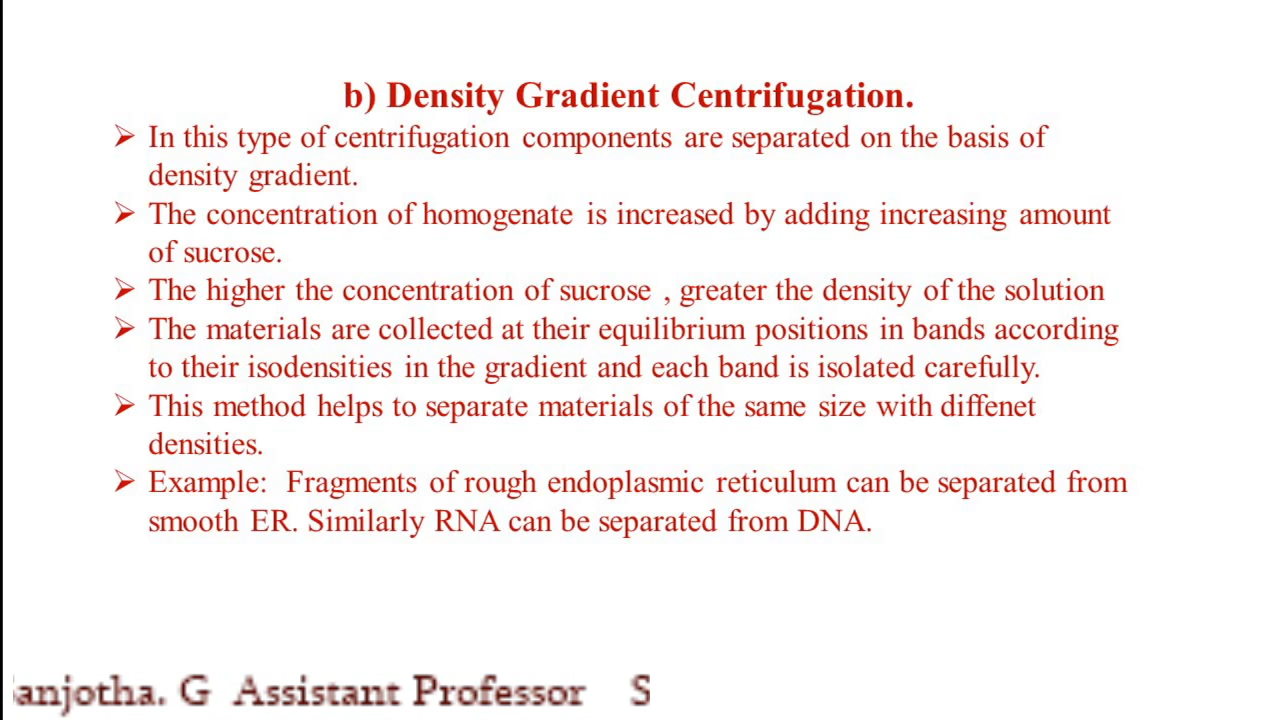 b) Density Gradient Centrifugation.
➢ In this type of centrifugation components are separated on the basis of
density gradient.
➢ The concentration of homogenate is increased by adding increasing amount
of sucrose.
➢ The higher the concentration of sucrose , greater the density of the solution
➢ The materials are collected at their equilibrium positions in bands according
to their isodensities in the gradient and each band is isolated carefully.
➢ This method helps to separate materials of the same size with diffenet
densities.
➢ Example: Fragments of rough endoplasmic reticulum can be separated from
smooth ER. Similarly RNA can be separated from DNA.
anjotha. G Assistant Professor S